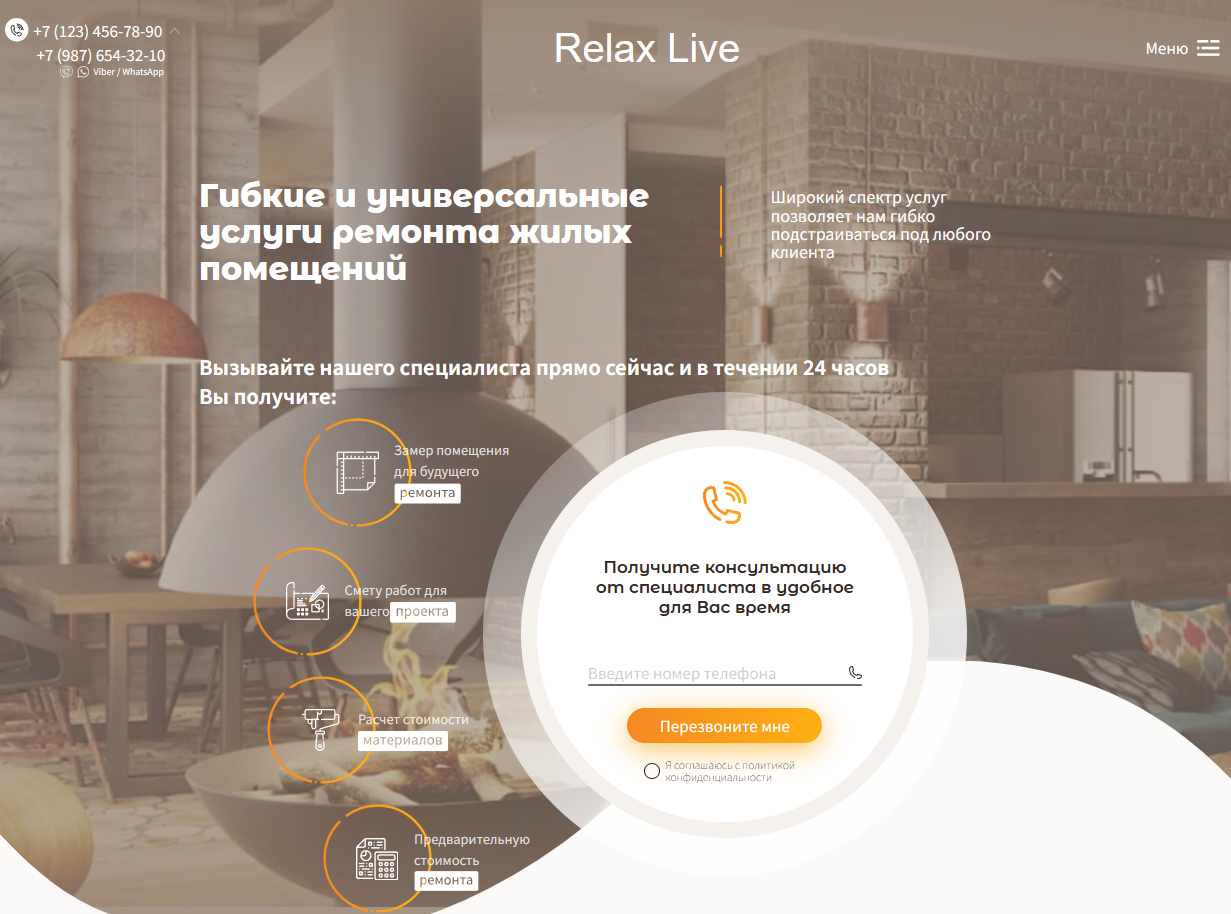 +7 (123) 456-78-90
+7 (987) 654-32-10
Viber / WhatsApp
Relax Live
Меню
Гибкие и универсальные
услуги ремонта жилых
помещений
Широкий спектр услуг
позволяет нам гибко
подстраиваться под любого
клиента
Вызывайте нашего специалиста прямо сейчас и в течении 24 часов
Вы получите:
Замер помещения
для будущего
ремонта
Смету работ для
вашего проекта
Расчет стоимости
материалов
Предварительную
стоимость
ремонта
Получите консультацию
от специалиста в удобное
для Вас время
Введите номер телефона
Перезвоните мне
Я соглашаюсь с политикой
конфиденциальности